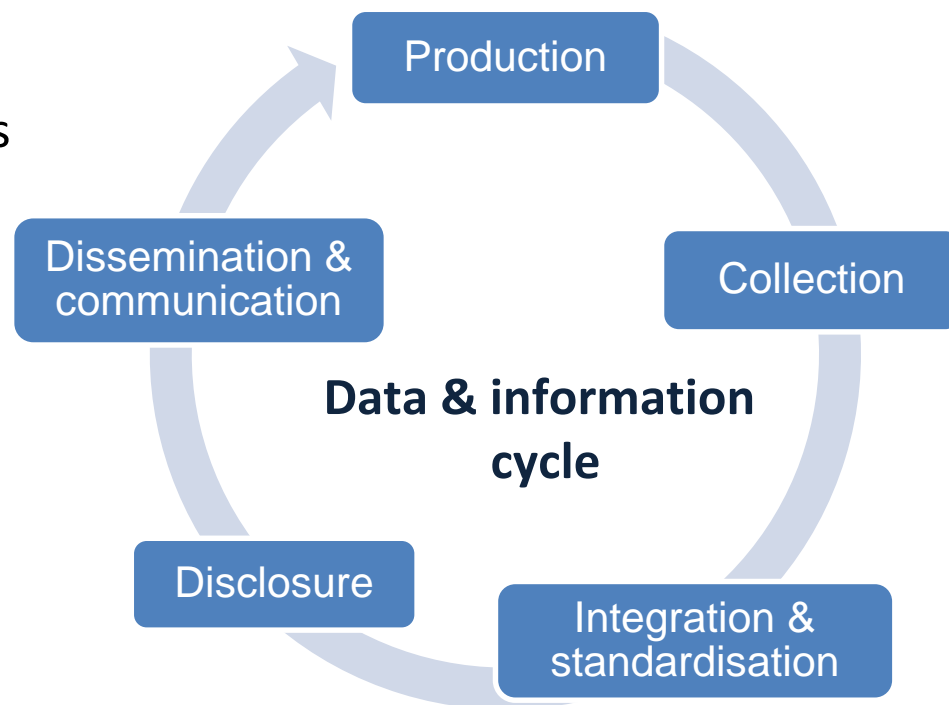 Production
s
Dissemination &
communication
Collection
Data & information
cycle
Disclosure
Integration &
standardisation